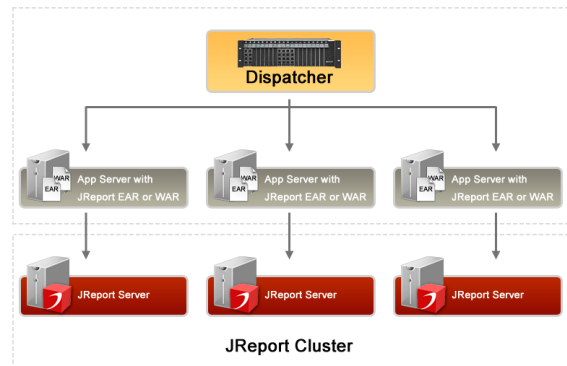 Dispatcher
WAR
EAR
App Server with
JReport EAR or WAR
WAR
EAR
App Server with
JReport EAR or WAR
WAR
EAR
App Server with
JReport EAR or WAR
JReport Server
JReport Server
JReport Server
JReport Cluster